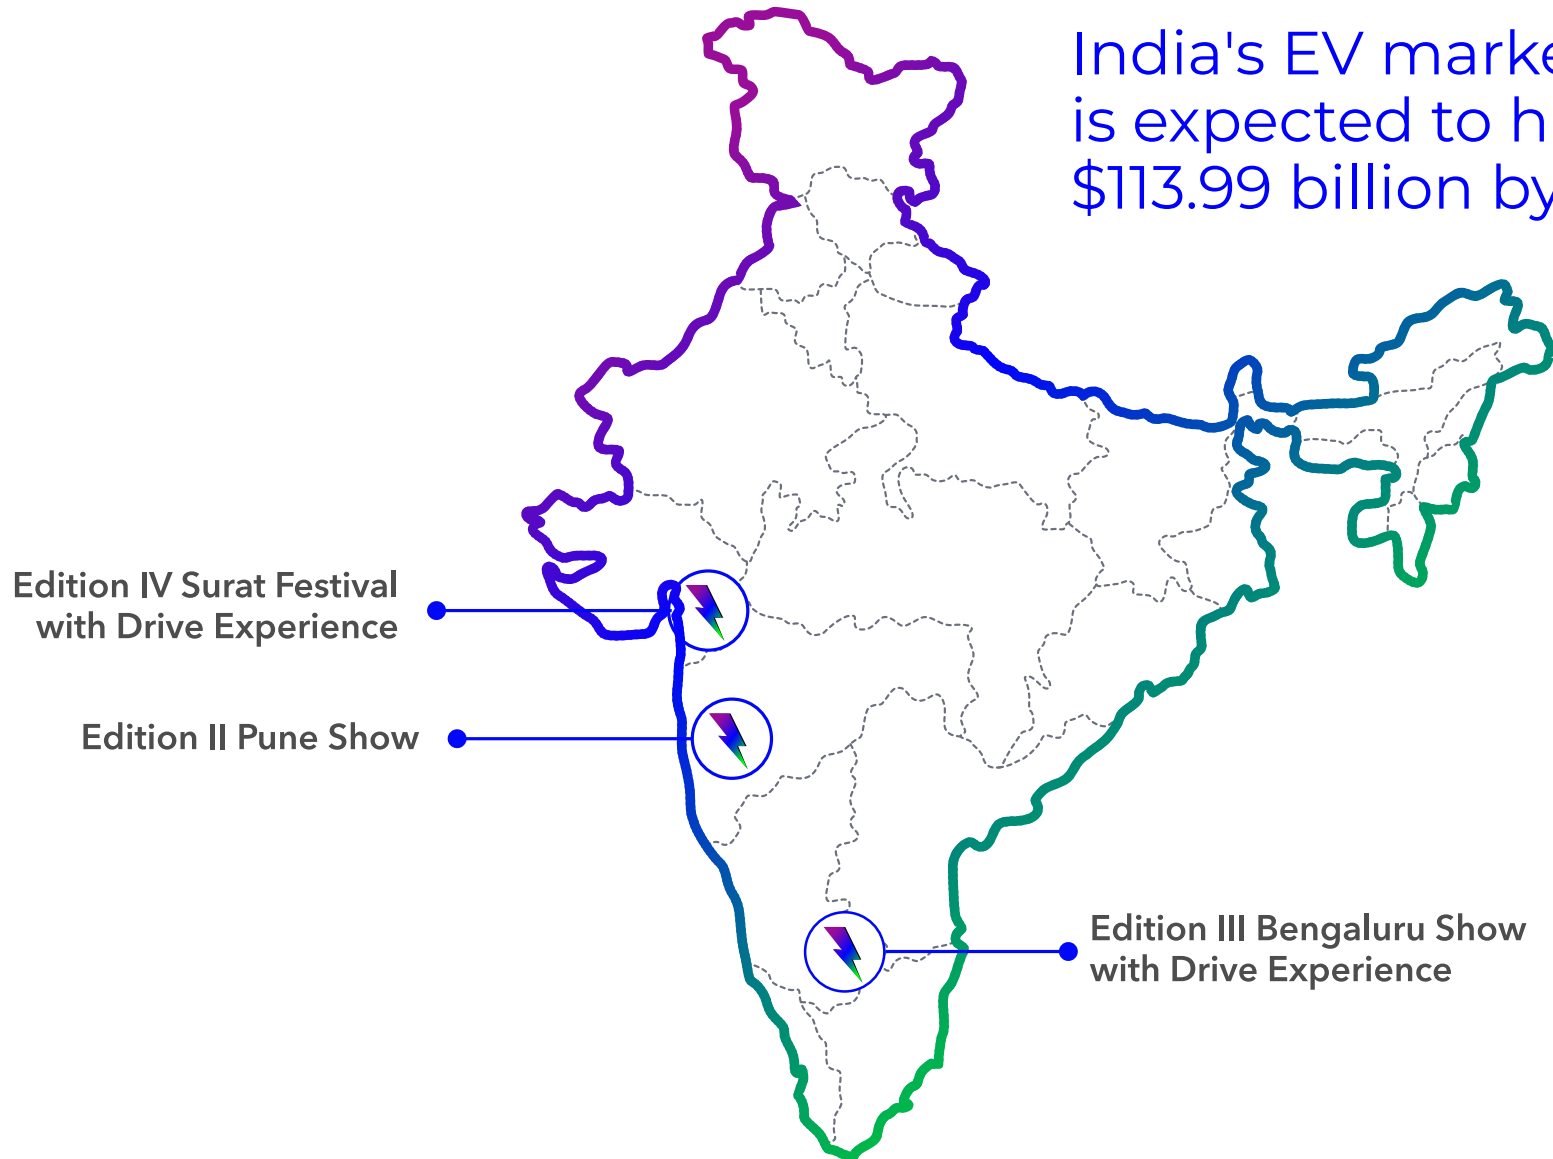 India's EV marke
is expected to h
$113.99 billion by
Edition IV Surat Festival
with Drive Experience
Edition II Pune Show
Edition III Bengaluru Show
with Drive Experience